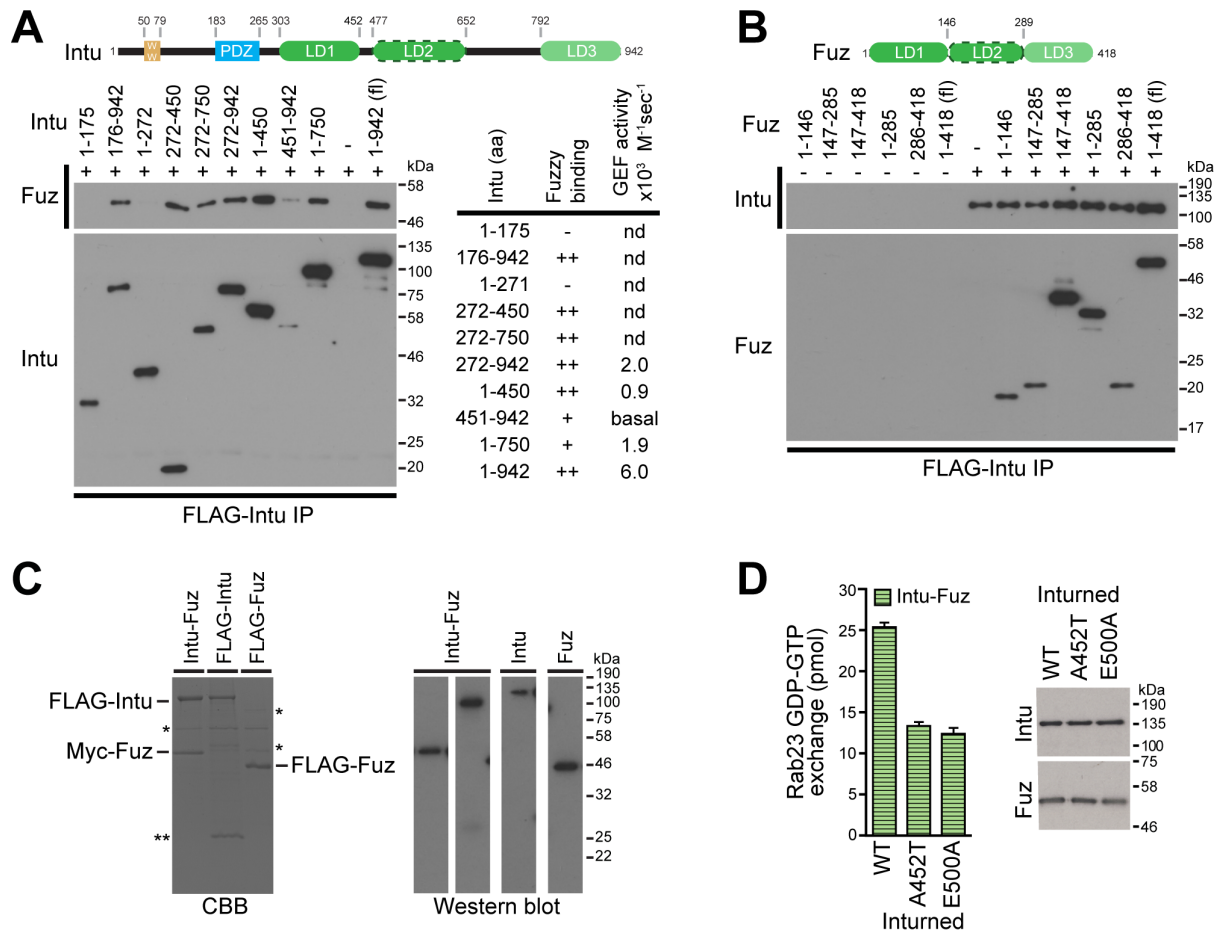 A
50 79 183 265 303 452 477 652 792
Intu 1 WW PDZ LD1 LD2 LD3 942
Intu 1-175 176-942 1-272 272-450 272-750 272-942 1-450 451-942 1-750 - 1-942 (fl)
+ + + + + + + + + + + kDa
Fuz
58
46
Intu
135
100
75
58
46
32
25
20
FLAG-Intu IP
Intu (aa) Fuzzy binding GEF activity x10³ M⁻¹sec⁻¹
1-175 - nd
176-942 ++ nd
1-271 - nd
272-450 ++ nd
272-750 ++ nd
272-942 ++ 2.0
1-450 ++ 0.9
451-942 + basal
1-750 + 1.9
1-942 ++ 6.0
B
146 289
Fuz 1 LD1 LD2 LD3 418
Fuz 1-146 147-285 147-418 1-285 286-418 1-418 (fl) - 1-146 147-285 147-418 1-285 286-418 1-418 (fl)
- - - - - - + + + + + + + kDa
Intu
190
135
100
Fuz
58
46
32
25
20
17
FLAG-Intu IP
C
Intu-Fuz FLAG-Intu FLAG-Fuz
FLAG-Intu
*
*
Myc-Fuz
*
FLAG-Fuz
**
CBB
Intu-Fuz Intu Fuz
kDa
190
135
100
75
58
46
32
25
22
Western blot
D
Rab23 GDP-GTP exchange (pmol)
30
25
20
15
10
5
0
Intu-Fuz
WT A452T E500A
Inturned
Inturned
WT A452T E500A
kDa
Intu
190
135
100
Fuz
75
58
46